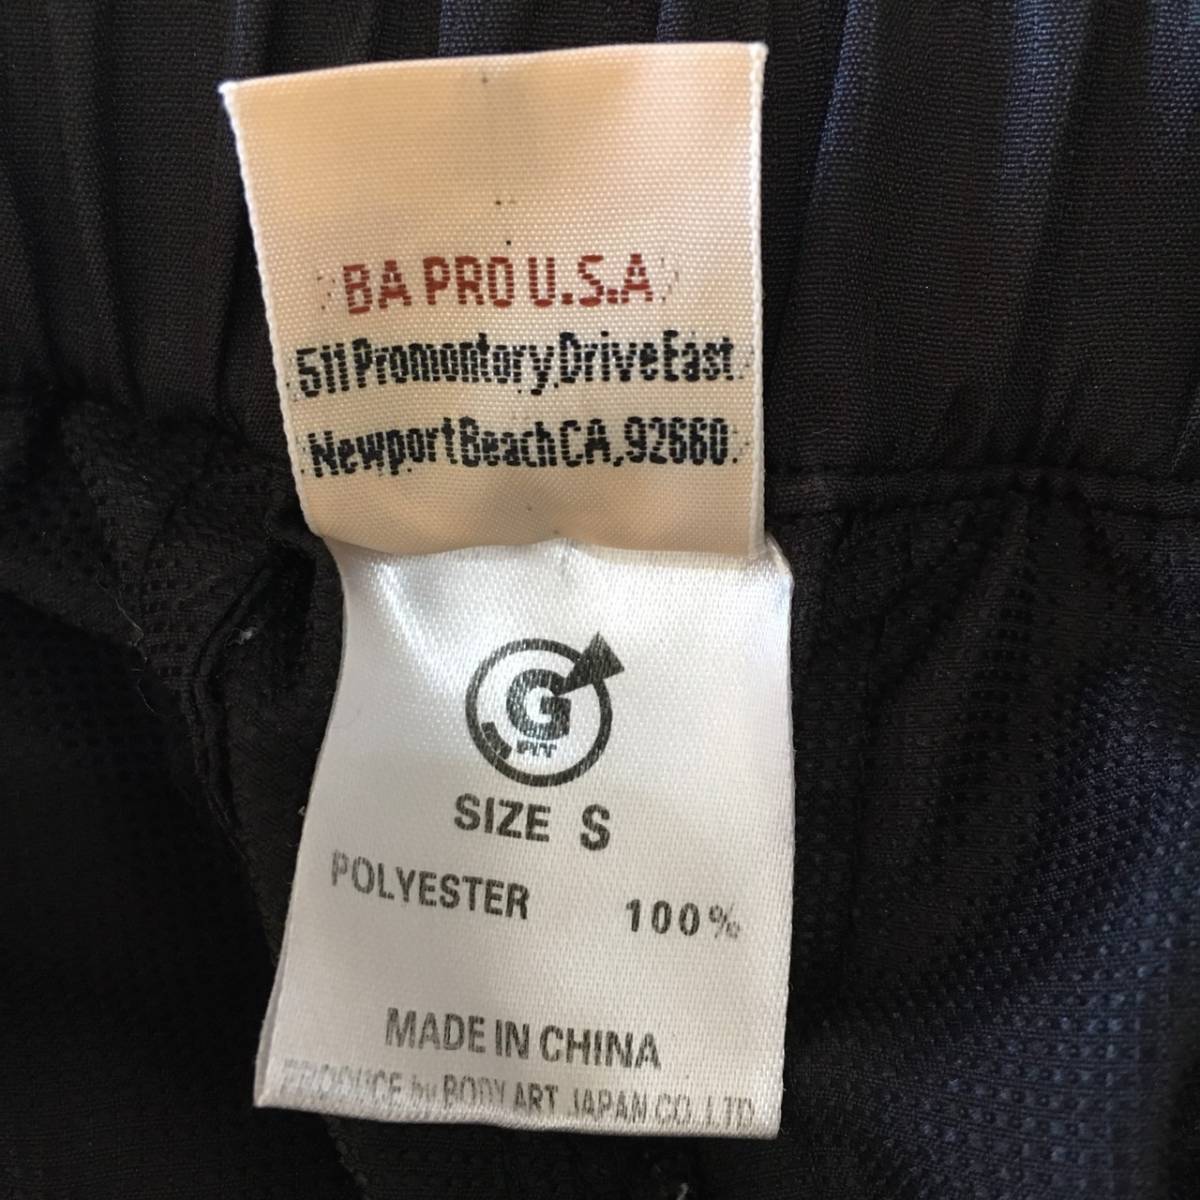 BA PRO U.S.A
511 Promontory, Drive East
Newport Beach CA, 92660
G
FIT
SIZE S
POLYESTER 100%
MADE IN CHINA
PRODUCE by BODY ART JAPAN CO., LTD